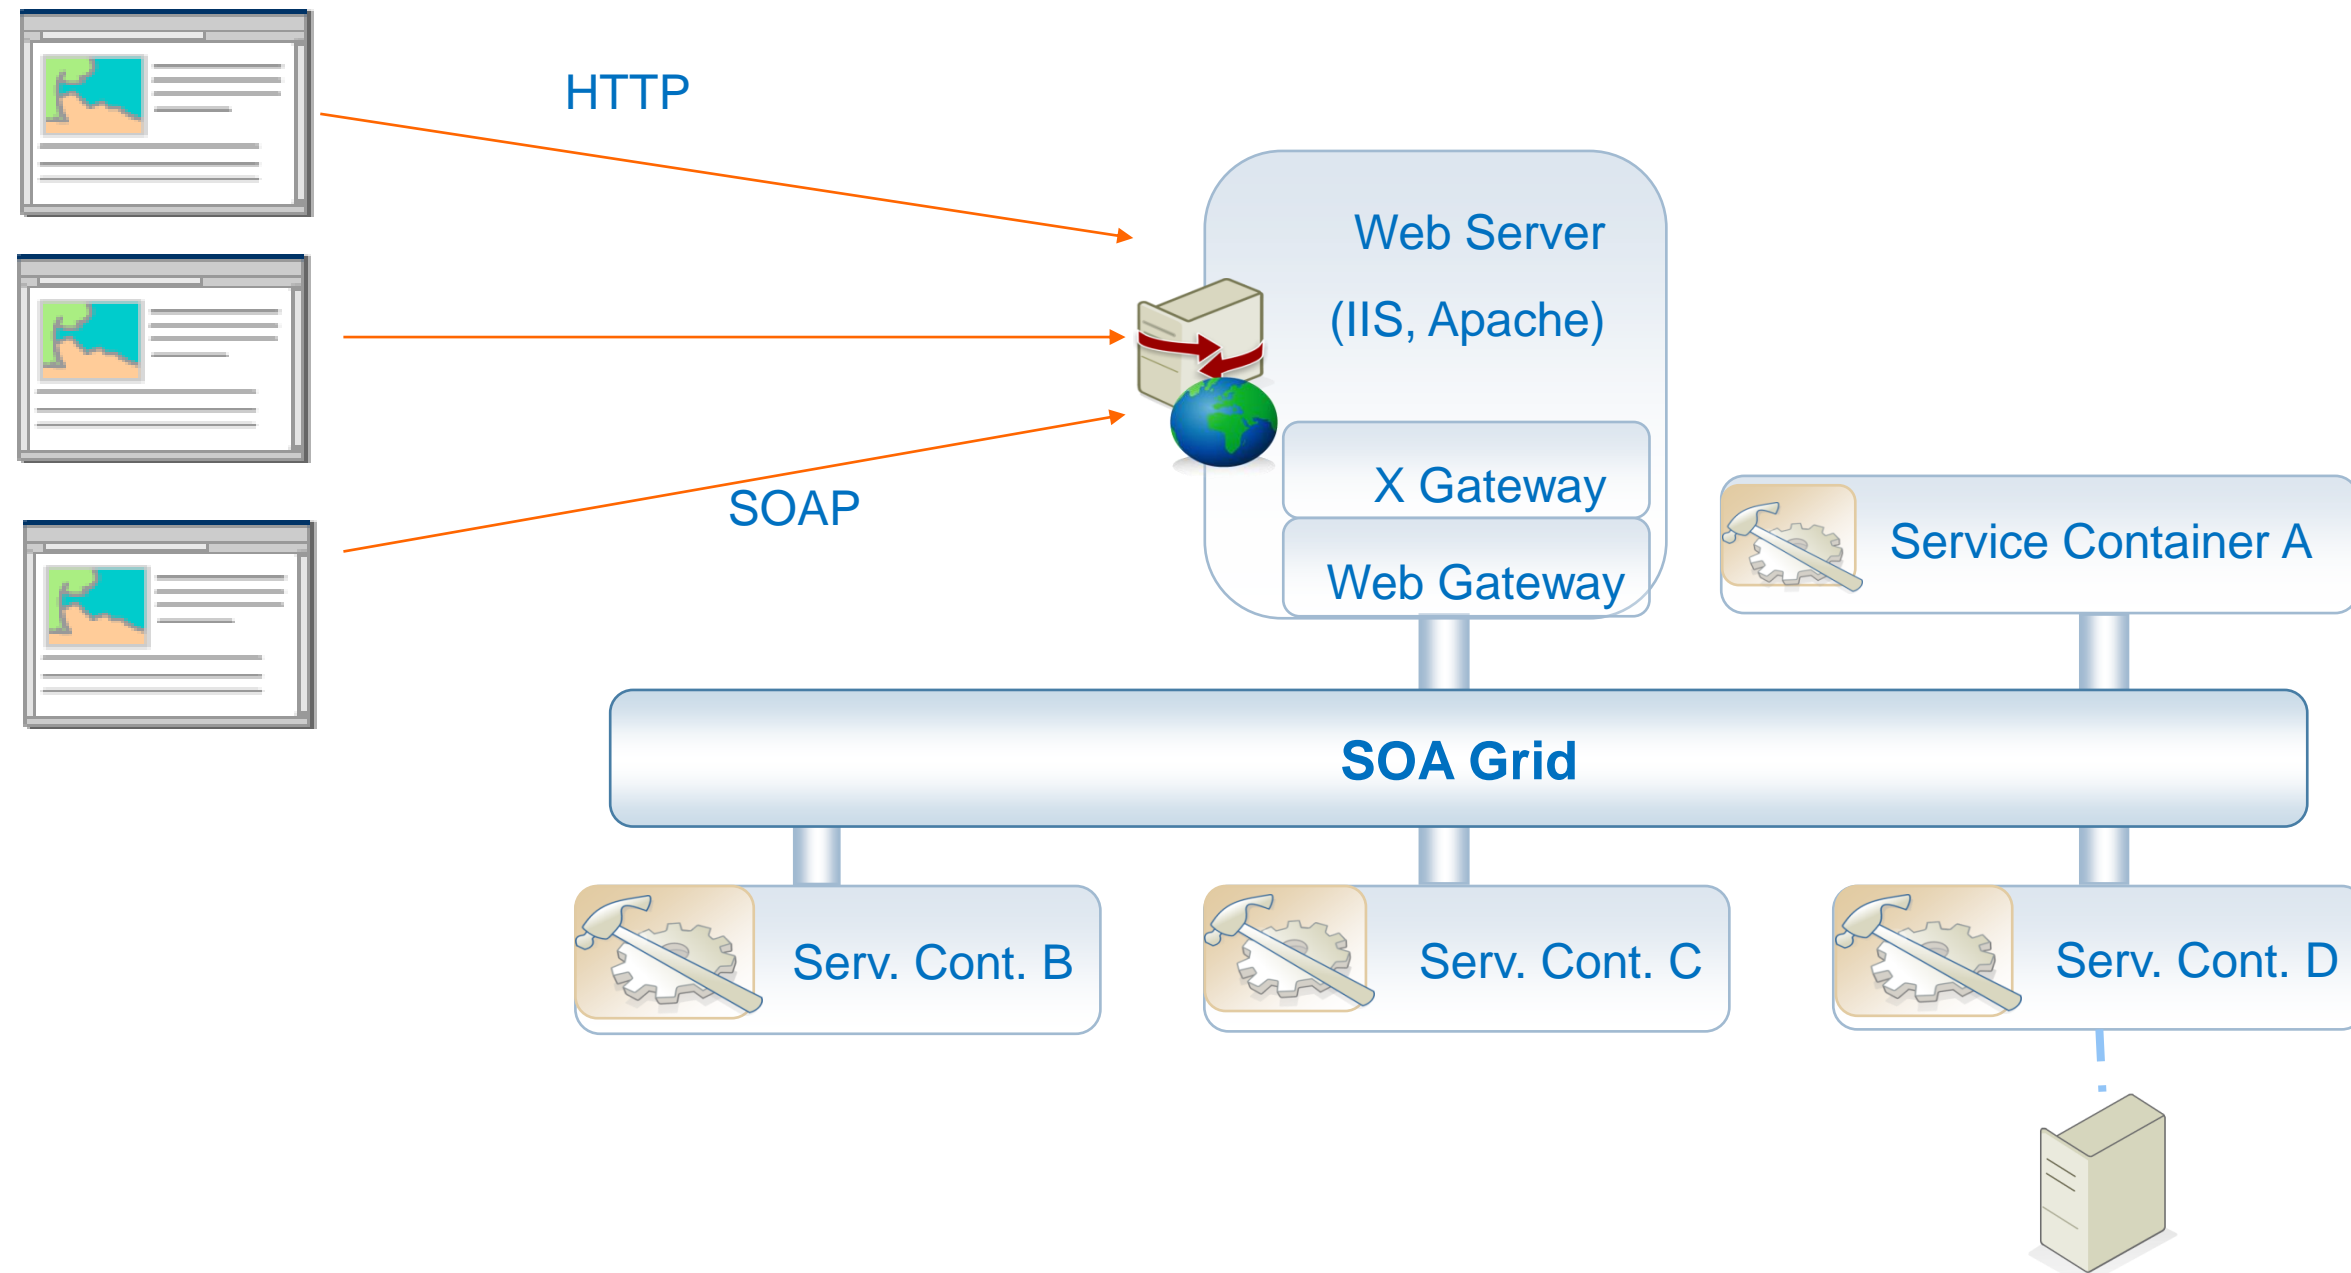 HTTP
Web Server
(IIS, Apache)
X Gateway
SOAP
Service Container A
Web Gateway
SOA Grid
Serv. Cont. B
Serv. Cont. C
Serv. Cont. D